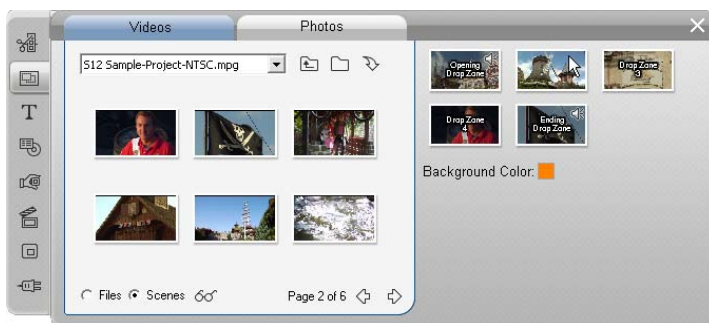 Videos
Photos
S12 Sample-Project-NTSC.mpg
Opening
Drop Zone
Drop Zone
3
Drop Zone
4
Ending
Drop Zone
Background Color:
T
Files
Scenes
Page 2 of 6